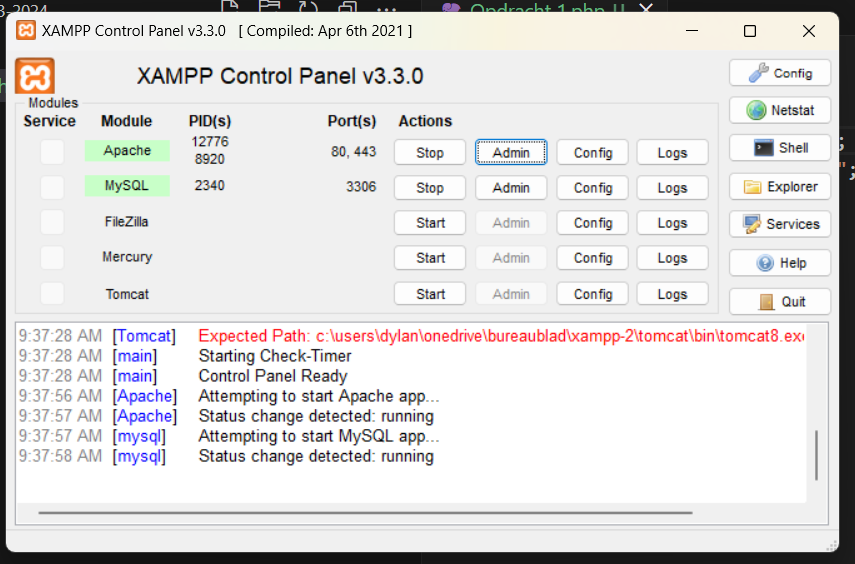 3-2024
Opdracht 1.php U
XAMPP Control Panel v3.3.0 [ Compiled: Apr 6th 2021 ]
XAMPP Control Panel v3.3.0
Config
Modules
Service Module PID(s) Port(s) Actions
Netstat
Apache 12776 8920 80, 443 Stop Admin Config Logs
Shell
MySQL 2340 3306 Stop Admin Config Logs
Explorer
FileZilla Start Admin Config Logs
Services
Mercury Start Admin Config Logs
Help
Tomcat Start Admin Config Logs
Quit
9:37:28 AM [Tomcat] Expected Path: c:\users\dylan\onedrive\bureaublad\xampp-2\tomcat\bin\tomcat8.exe
9:37:28 AM [main] Starting Check-Timer
9:37:28 AM [main] Control Panel Ready
9:37:56 AM [Apache] Attempting to start Apache app...
9:37:57 AM [Apache] Status change detected: running
9:37:57 AM [mysql] Attempting to start MySQL app...
9:37:58 AM [mysql] Status change detected: running